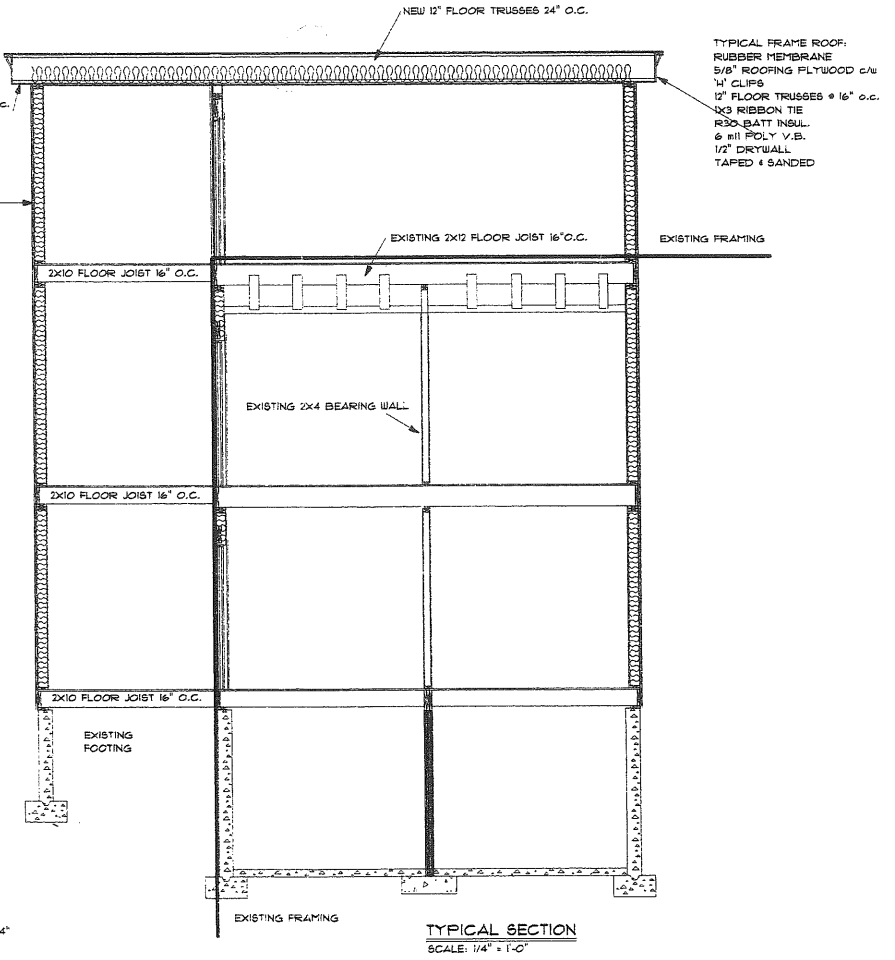 NEW 12" FLOOR TRUSSES 24" O.C.
TYPICAL FRAME ROOF:
RUBBER MEMBRANE
5/8" ROOFING PLYWOOD c/w
'H' CLIPS
12" FLOOR TRUSSES @ 16" o.c.
1X3 RIBBON TIE
R30 BATT INSUL.
6 mil POLY V.B.
1/2" DRYWALL
TAPED & SANDED
C.
EXISTING 2X12 FLOOR JOIST 16"O.C.
EXISTING FRAMING
2X10 FLOOR JOIST 16" O.C.
EXISTING 2X4 BEARING WALL
2X10 FLOOR JOIST 16" O.C.
2X10 FLOOR JOIST 16" O.C.
EXISTING
FOOTING
EXISTING FRAMING
4"
TYPICAL SECTION
SCALE: 1/4" = 1'-0"